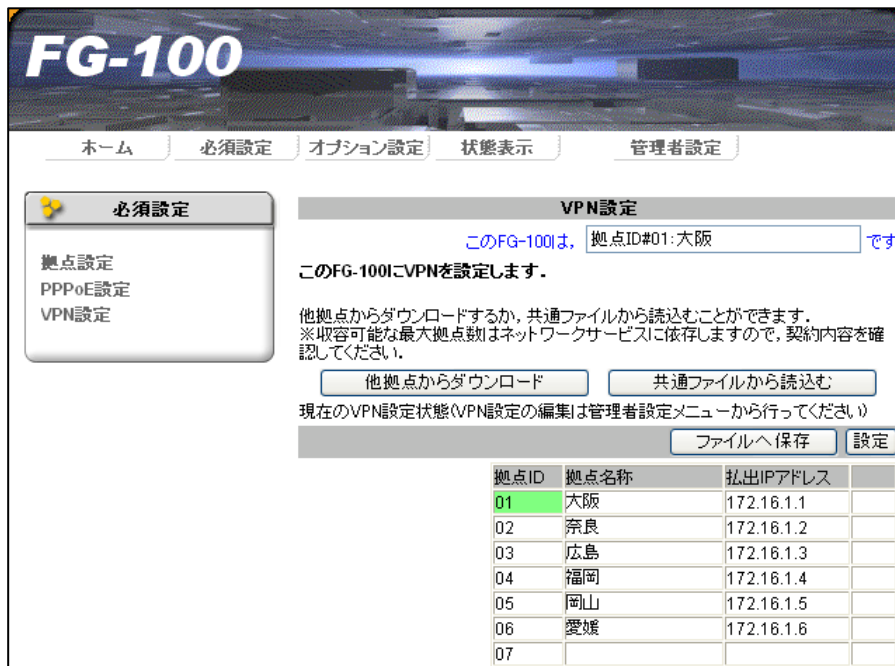 FG-100
ホーム 必須設定 オプション設定 状態表示 管理者設定
必須設定
拠点設定
PPPoE設定
VPN設定
VPN設定
このFG-100は, 拠点ID#01:大阪 です
このFG-100にVPNを設定します.
他拠点からダウンロードするか, 共通ファイルから読込むことができます.
※収容可能な最大拠点数はネットワークサービスに依存しますので, 契約内容を確
認してください.
他拠点からダウンロード 共通ファイルから読込む
現在のVPN設定状態(VPN設定の編集は管理者設定メニューから行ってください)
ファイルへ保存 設定
拠点ID 拠点名称 払出IPアドレス
01 大阪 172.16.1.1
02 奈良 172.16.1.2
03 広島 172.16.1.3
04 福岡 172.16.1.4
05 岡山 172.16.1.5
06 愛媛 172.16.1.6
07